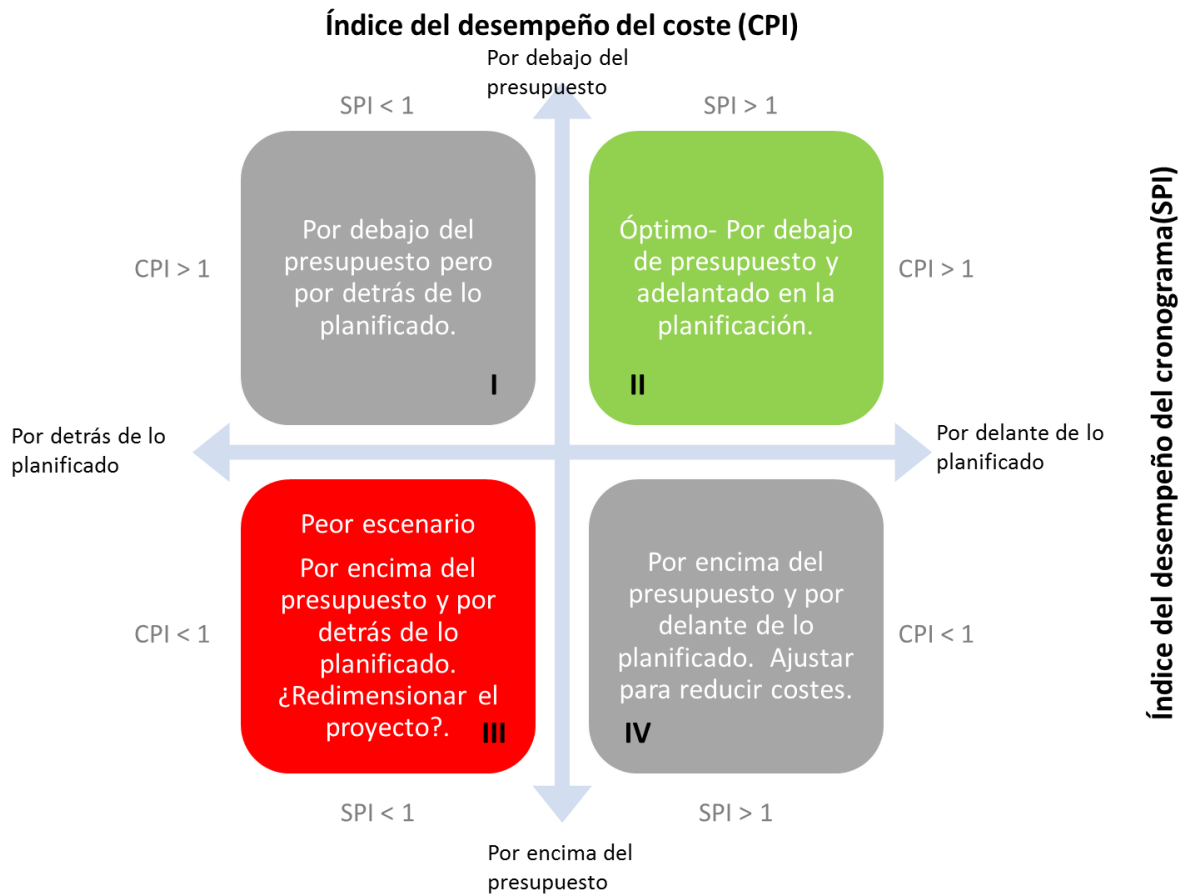 Índice del desempeño del coste (CPI)
Por debajo del
presupuesto
SPI < 1
SPI > 1
CPI > 1
Por debajo del
presupuesto pero
por detrás de lo
planificado.
I
Óptimo- Por debajo
de presupuesto y
adelantado en la
planificación.
II
CPI > 1
Índice del desempeño del cronograma(SPI)
Por detrás de lo
planificado
Por delante de lo
planificado
CPI < 1
Peor escenario
Por encima del
presupuesto y por
detrás de lo
planificado.
¿Redimensionar el
proyecto?.
III
Por encima del
presupuesto y por
delante de lo
planificado. Ajustar
para reducir costes.
IV
CPI < 1
SPI < 1
SPI > 1
Por encima del
presupuesto